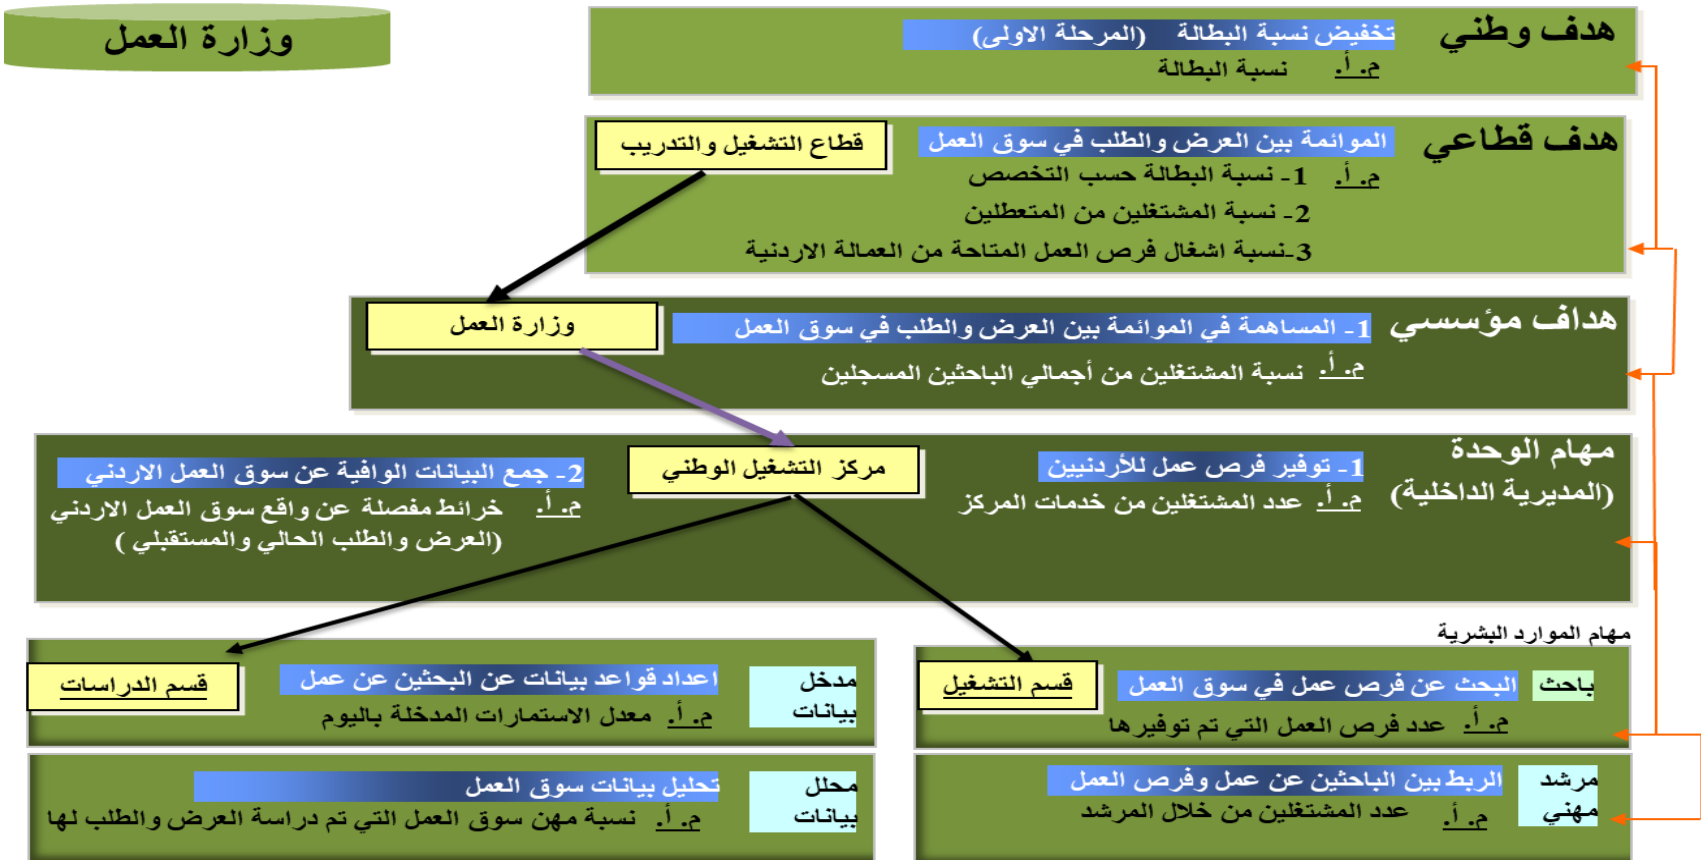 وزارة العمل
هدف وطني
تخفيض نسبة البطالة (المرحلة الاولى)
م. أ. نسبة البطالة
هدف قطاعي
الموائمة بين العرض والطلب في سوق العمل
قطاع التشغيل والتدريب
م. أ. 1- نسبة البطالة حسب التخصص
2- نسبة المشتغلين من المتعطلين
3-نسبة اشغال فرص العمل المتاحة من العمالة الاردنية
هداف مؤسسي
1- المساهمة في الموائمة بين العرض والطلب في سوق العمل
وزارة العمل
م. أ. نسبة المشتغلين من أجمالي الباحثين المسجلين
مهام الوحدة
(المديرية الداخلية)
1- توفير فرص عمل للأردنيين
م. أ. عدد المشتغلين من خدمات المركز
مركز التشغيل الوطني
2- جمع البيانات الوافية عن سوق العمل الاردني
م. أ. خرائط مفصلة عن واقع سوق العمل الاردني
(العرض والطلب الحالي والمستقبلي )
مهام الموارد البشرية
باحث
البحث عن فرص عمل في سوق العمل
قسم التشغيل
م. أ. عدد فرص العمل التي تم توفيرها
مدخل
بيانات
اعداد قواعد بيانات عن البحثين عن عمل
قسم الدراسات
م. أ. معدل الاستمارات المدخلة باليوم
مرشد
مهني
الربط بين الباحثين عن عمل وفرص العمل
م. أ. عدد المشتغلين من خلال المرشد
محلل
بيانات
تحليل بيانات سوق العمل
م. أ. نسبة مهن سوق العمل التي تم دراسة العرض والطلب لها